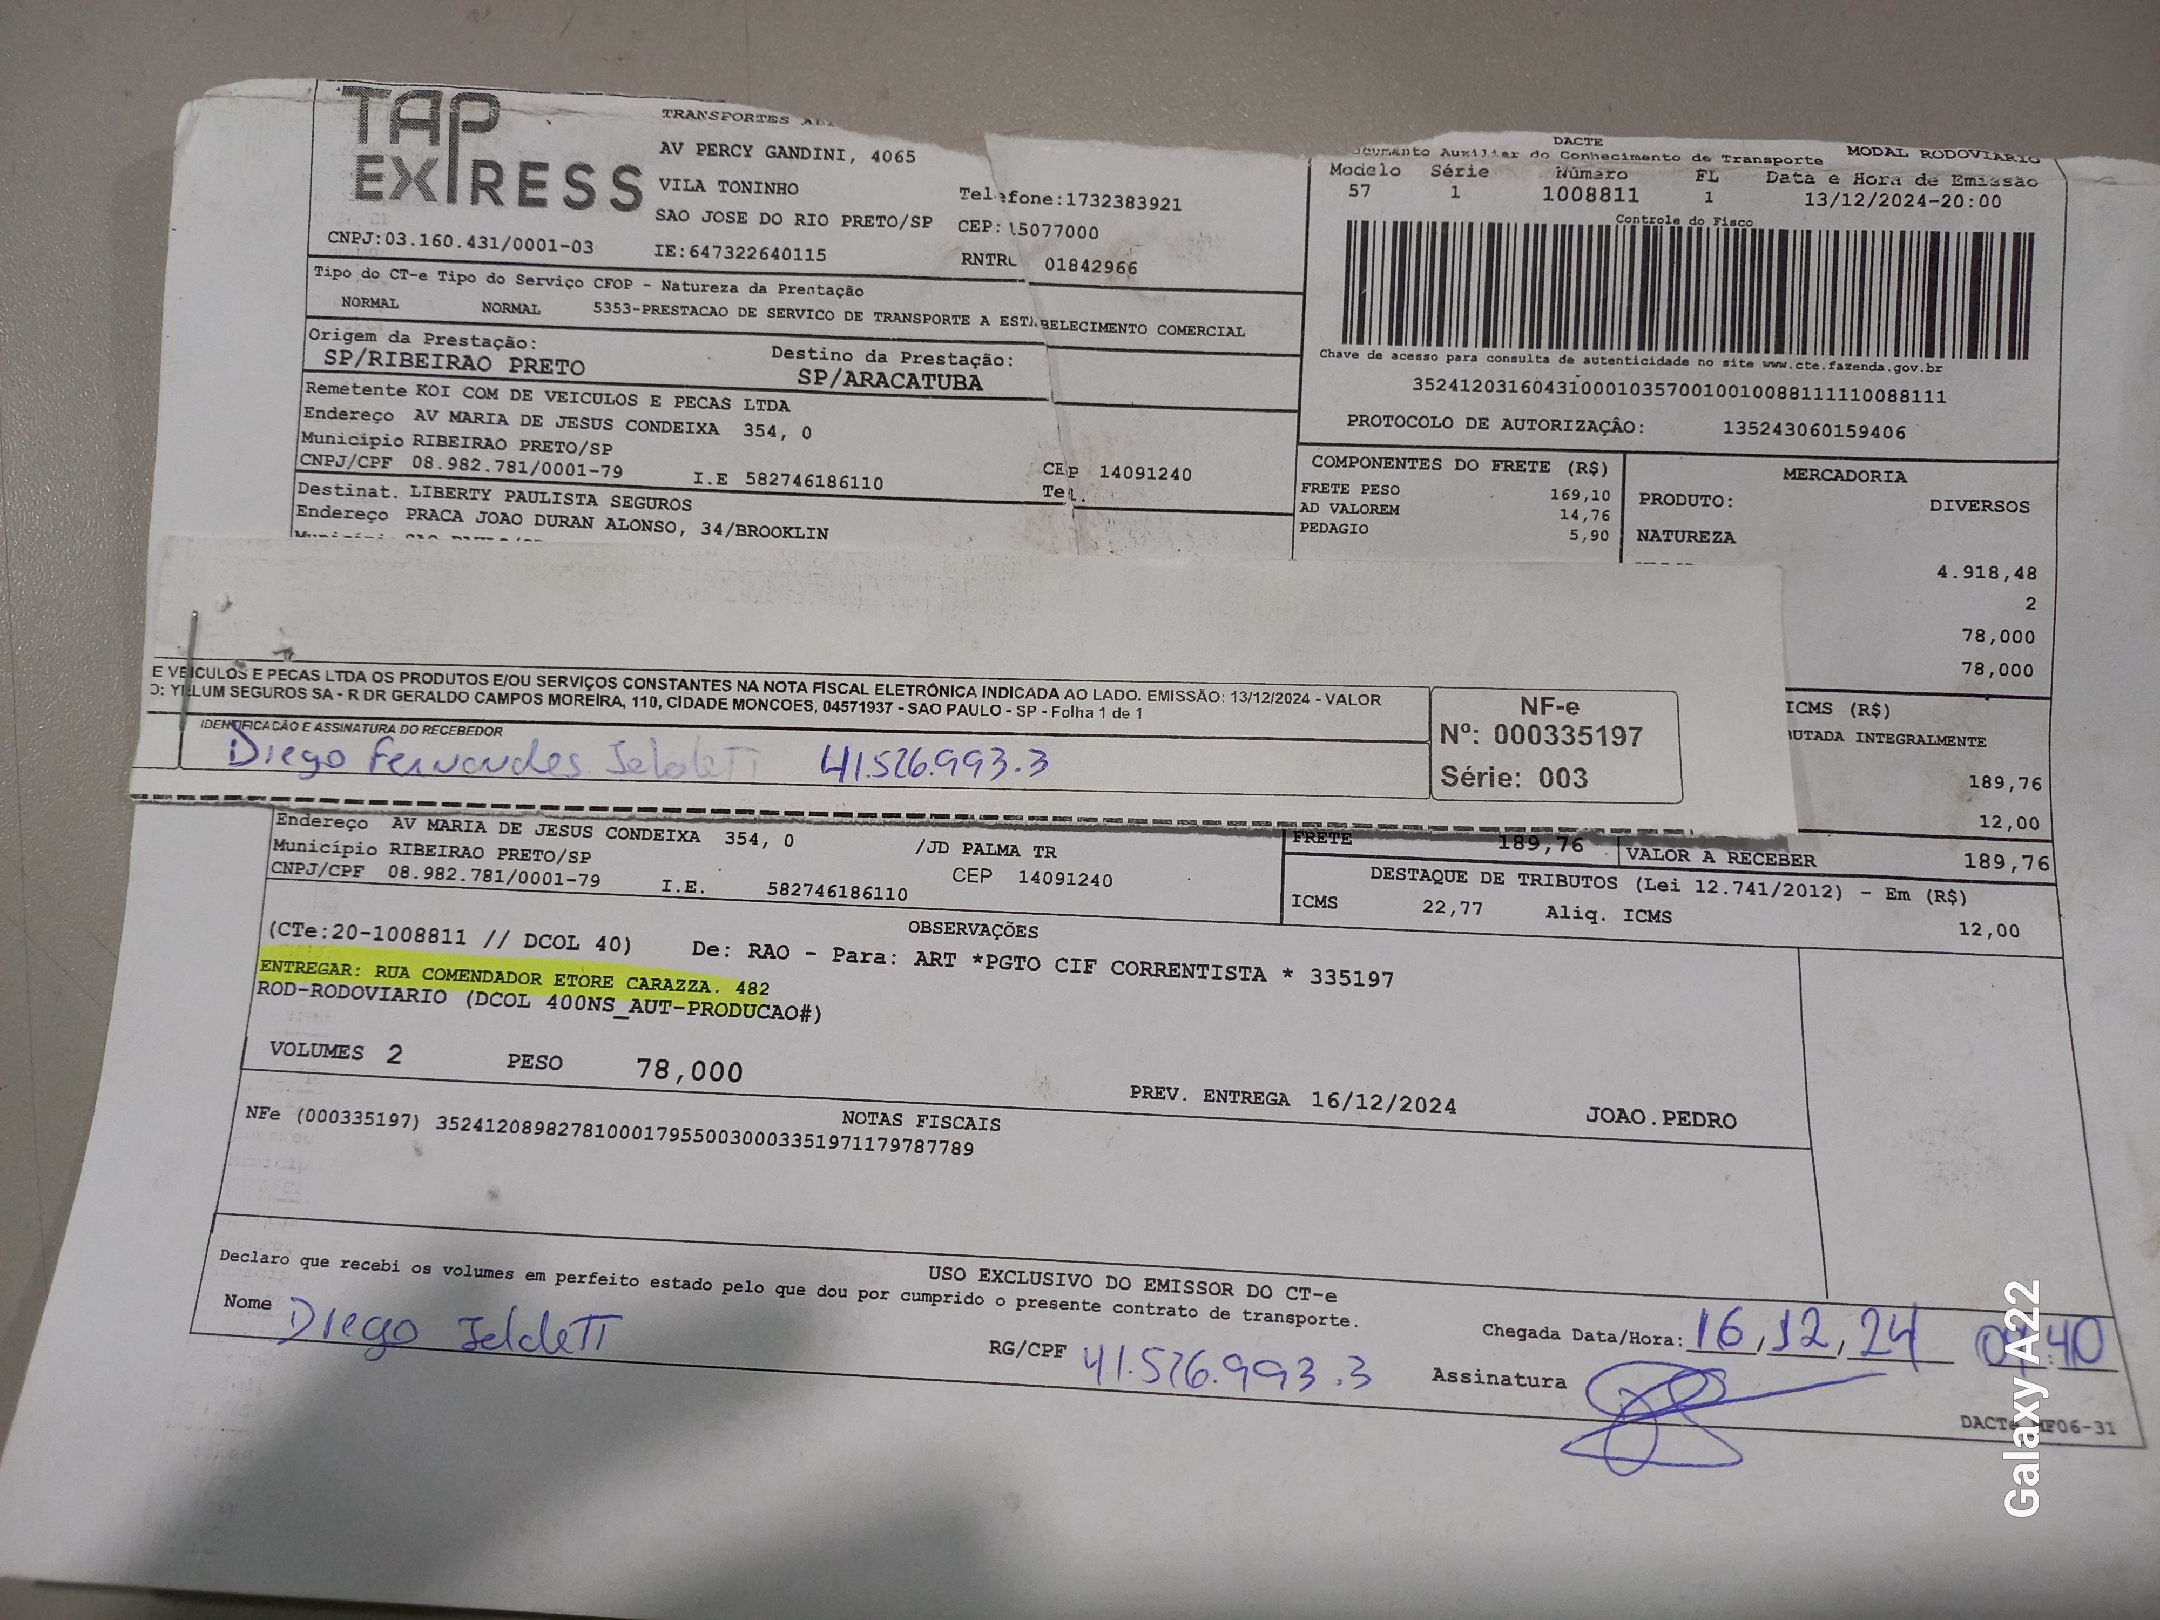 TAP EXPRESS
TRANSPORTES
AV PERCY GANDINI, 4065
VILA TONINHO
Telefone:1732383921
SAO JOSE DO RIO PRETO/SP CEP: 15077000
CNPJ:03.160.431/0001-03 IE:647322640115 01842966
Tipo do CT-e Tipo do Serviço CFOP - Natureza da Prestação
NORMAL NORMAL 5353-PRESTACAO DE SERVICO DE TRANSPORTE A ESTABELECIMENTO COMERCIAL
Origem da Prestação: Destino da Prestação:
SP/RIBEIRAO PRETO SP/ARACATUBA
Remetente KOI COM DE VEICULOS E PECAS LTDA
Endereço AV MARIA DE JESUS CONDEIXA 354, 0
Município RIBEIRAO PRETO/SP
CNPJ/CPF 08.982.781/0001-79 I.E 582746186110 CEP 14091240
Tel.
Destinat. LIBERTY PAULISTA SEGUROS
Endereço PRACA JOAO DURAN ALONSO, 34/BROOKLIN
DACTE
Documento Auxiliar do Conhecimento de Transporte MODAL RODOVIARIO
Modelo Série Número FL Data e Hora de Emissão
57 1 1008811 1 13/12/2024-20:00
Controle do Fisco
Chave de acesso para consulta de autenticidade no site www.cte.fazenda.gov.br
35241203160431000103570010010088111110088111
PROTOCOLO DE AUTORIZAÇÂO: 135243060159406
COMPONENTES DO FRETE (R$)
FRETE PESO 169,10
AD VALOREM 14,76
PEDAGIO 5,90
MERCADORIA
PRODUTO: DIVERSOS
NATUREZA
4.918,48
2
78,000
78,000
ICMS (R$)
BUTADA INTEGRALMENTE
189,76
12,00
E VEICULOS E PECAS LTDA OS PRODUTOS E/OU SERVIÇOS CONSTANTES NA NOTA FISCAL ELETRÔNICA INDICADA AO LADO. EMISSÃO: 13/12/2024 - VALOR
O: YELUM SEGUROS SA - R DR GERALDO CAMPOS MOREIRA, 110, CIDADE MONCOES, 04571937 - SAO PAULO - SP - Folha 1 de 1
IDENTIFICAÇÃO E ASSINATURA DO RECEBEDOR
Diego Fernandes JeldeTT 41.526.993.3
NF-e
Nº: 000335197
Série: 003
Endereço AV MARIA DE JESUS CONDEIXA 354, 0 /JD PALMA TR
Município RIBEIRAO PRETO/SP CEP 14091240
CNPJ/CPF 08.982.781/0001-79 I.E. 582746186110
FRETE 189,76 VALOR A RECEBER 189,76
DESTAQUE DE TRIBUTOS (Lei 12.741/2012) - Em (R$)
ICMS 22,77 Aliq. ICMS 12,00
OBSERVAÇÕES
(CTe:20-1008811 // DCOL 40) De: RAO - Para: ART *PGTO CIF CORRENTISTA * 335197
ENTREGAR: RUA COMENDADOR ETORE CARAZZA. 482
ROD-RODOVIARIO (DCOL 400NS_AUT-PRODUCAO#)
VOLUMES 2 PESO 78,000
PREV. ENTREGA 16/12/2024 JOAO.PEDRO
NOTAS FISCAIS
NFe (000335197) 35241208982781000179550030003351971179787789
USO EXCLUSIVO DO EMISSOR DO CT-e
Declaro que recebi os volumes em perfeito estado pelo que dou por cumprido o presente contrato de transporte.
Nome Diego JeldeTT
RG/CPF 41.526.993.3
Chegada Data/Hora: 16,12,24 :40
Assinatura
Galaxy A22